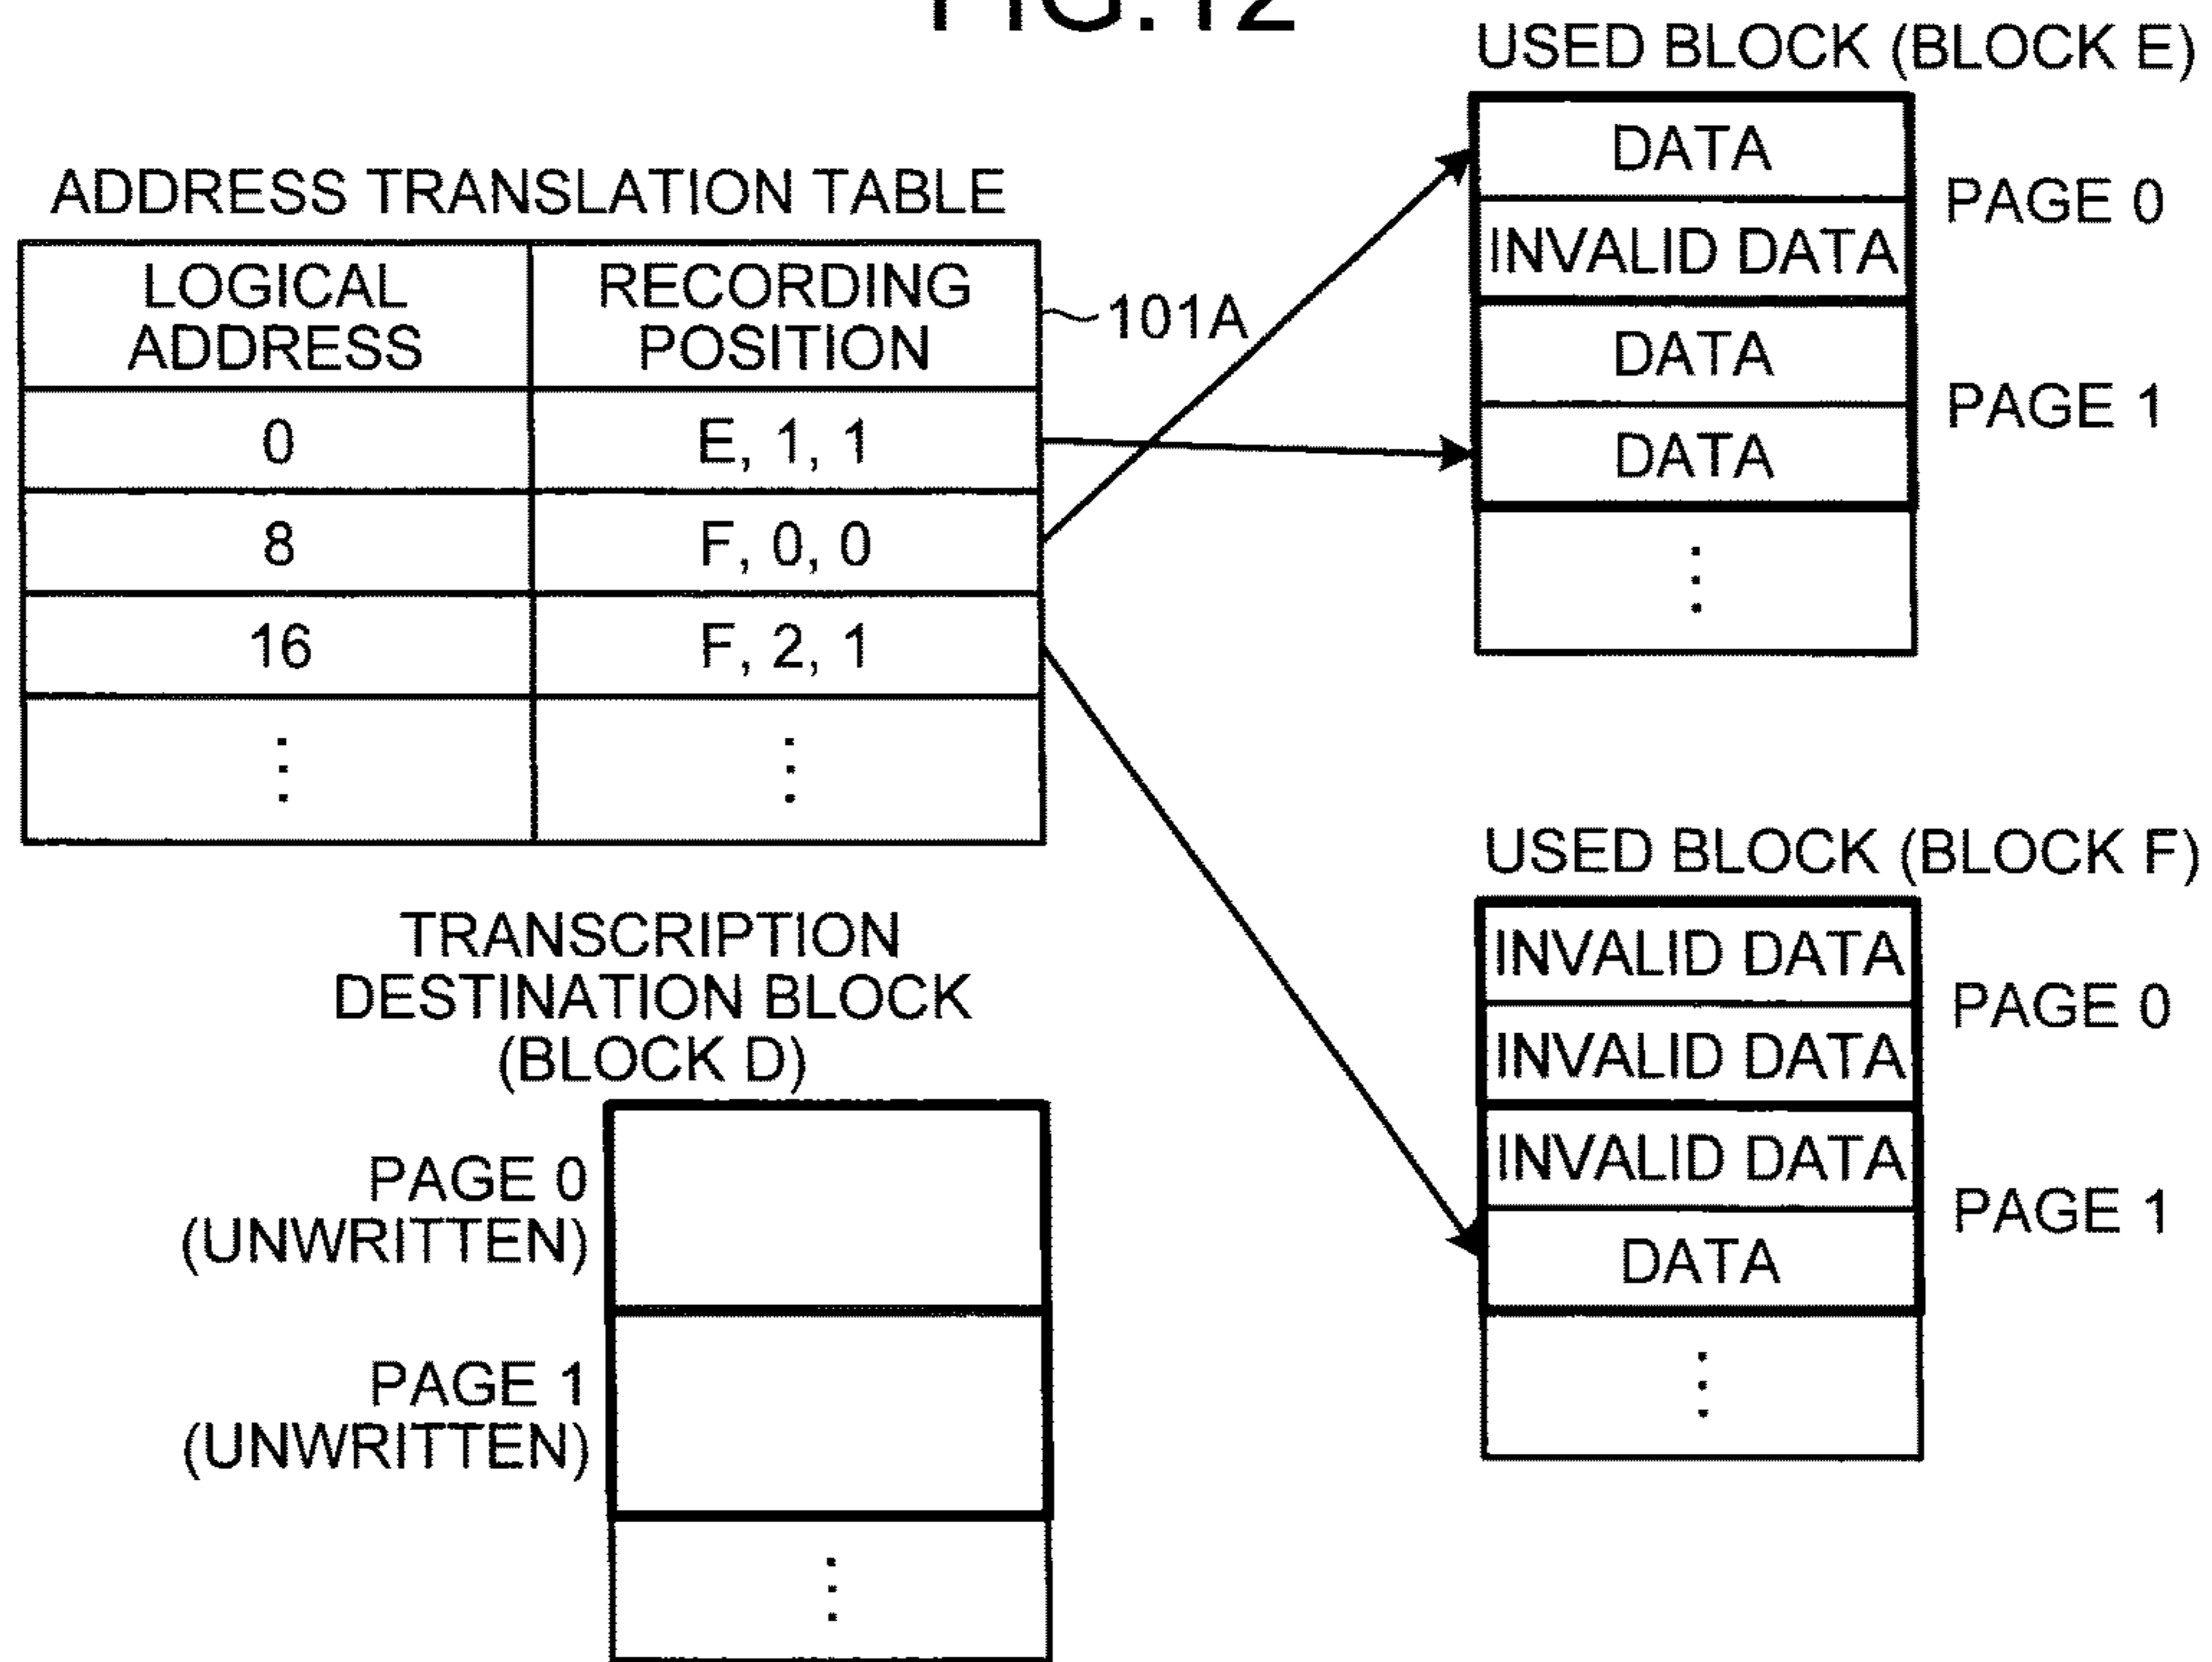 FIG.12
ADDRESS TRANSLATION TABLE
LOGICAL ADDRESS
RECORDING POSITION
0
E, 1, 1
8
F, 0, 0
16
F, 2, 1
⋮
⋮
101A
USED BLOCK (BLOCK E)
DATA
INVALID DATA
PAGE 0
DATA
DATA
PAGE 1
⋮
USED BLOCK (BLOCK F)
INVALID DATA
INVALID DATA
PAGE 0
INVALID DATA
DATA
PAGE 1
⋮
TRANSCRIPTION
DESTINATION BLOCK
(BLOCK D)
PAGE 0
(UNWRITTEN)
PAGE 1
(UNWRITTEN)
⋮